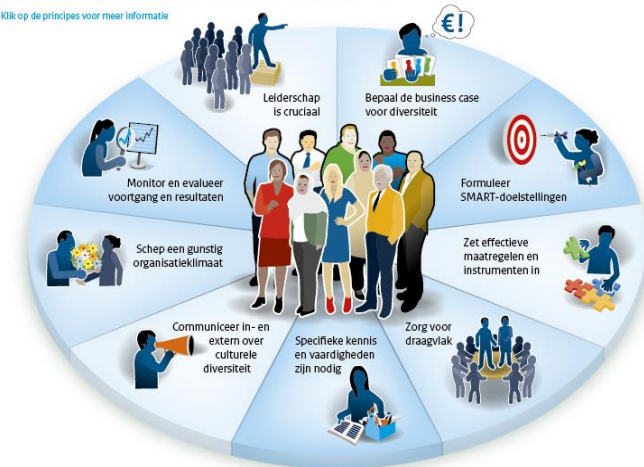 Klik op de principes voor meer informatie
€!
Leiderschap
is cruciaal
Bepaal de business case
voor diversiteit
Formuleer
SMART-doelstellingen
Zet effectieve
maatregelen en
instrumenten in
Zorg voor
draagvlak
Specifieke kennis
en vaardigheden
zijn nodig
Communiceer in- en
extern over
culturele
diversiteit
Schep een gunstig
organisatieklimaat
Monitor en evalueer
voortgang en resultaten